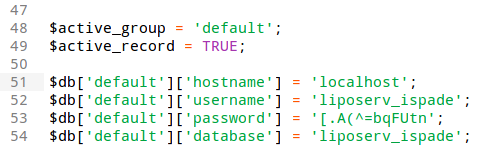 47
48 $active_group = 'default';
49 $active_record = TRUE;
50
51 $db['default']['hostname'] = 'localhost';
52 $db['default']['username'] = 'liposerv_ispade';
53 $db['default']['password'] = '[.A(^=bqFUtn';
54 $db['default']['database'] = 'liposerv_ispade';